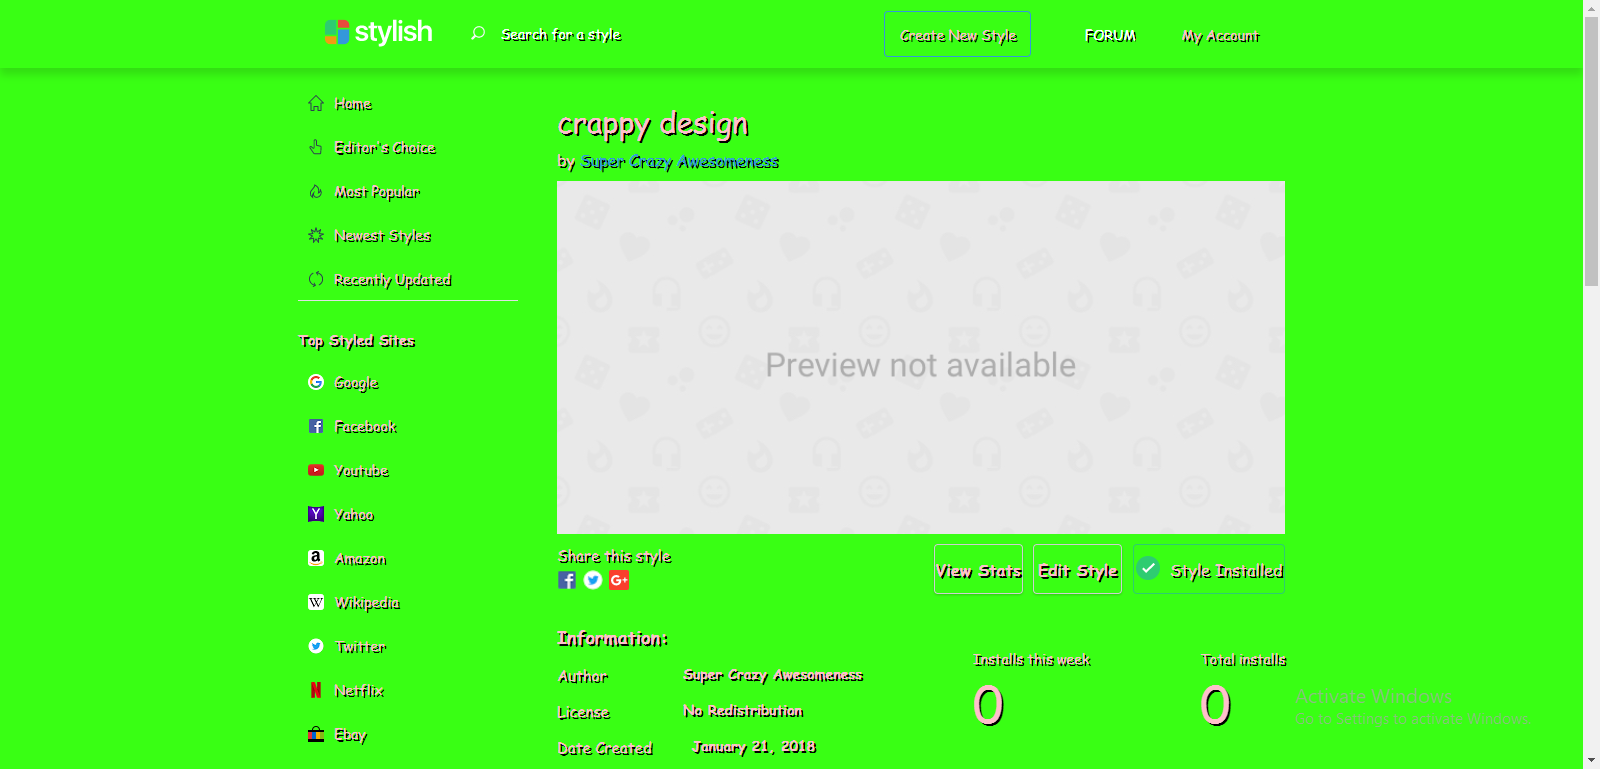 stylish
Search for a style
Create New Style
FORUM
My Account
Home
Editor's Choice
Most Popular
Newest Styles
Recently Updated
Top Styled Sites
Google
Facebook
Youtube
Yahoo
Amazon
Wikipedia
Twitter
Netflix
Ebay
crappy design
by Super Crazy Awesomeness
Preview not available
Share this style
View Stats
Edit Style
Style Installed
Information:
Author Super Crazy Awesomeness
License No Redistribution
Date Created January 21, 2018
Installs this week
0
Total installs
0
Activate Windows
Go to Settings to activate Windows.